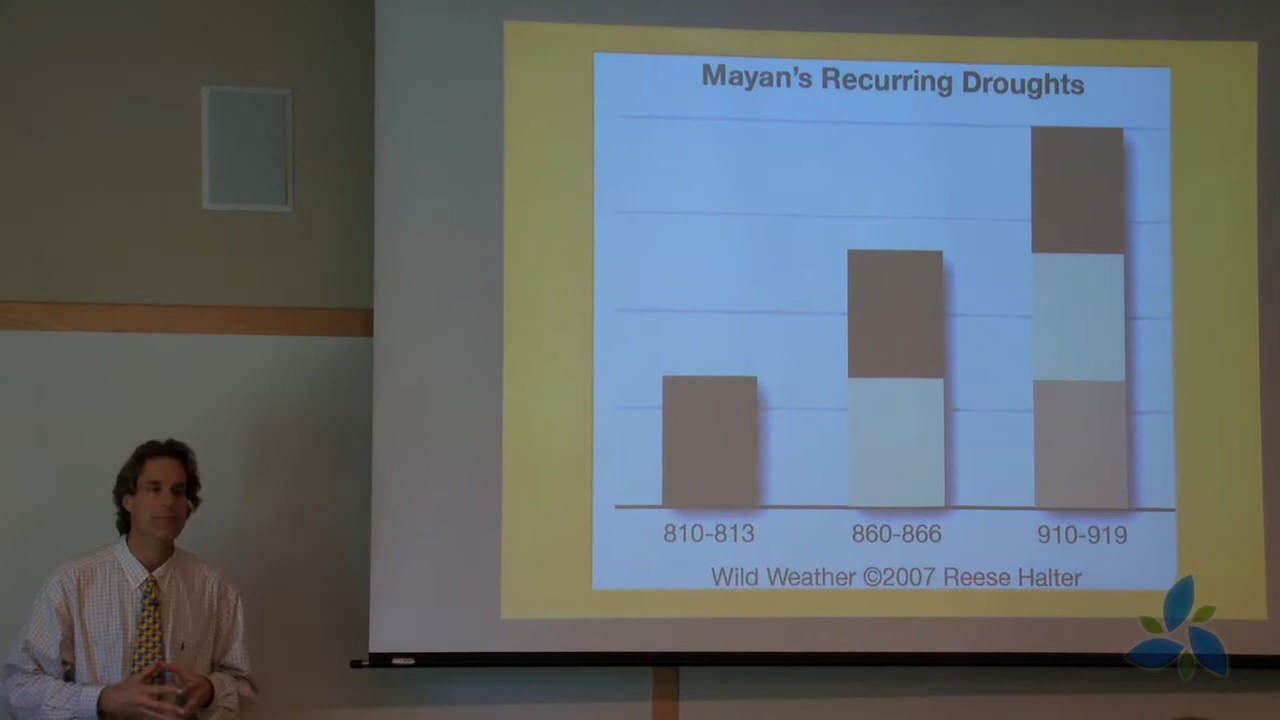 Mayan's Recurring Droughts
810-813 860-866 910-919
Wild Weather ©2007 Reese Halter